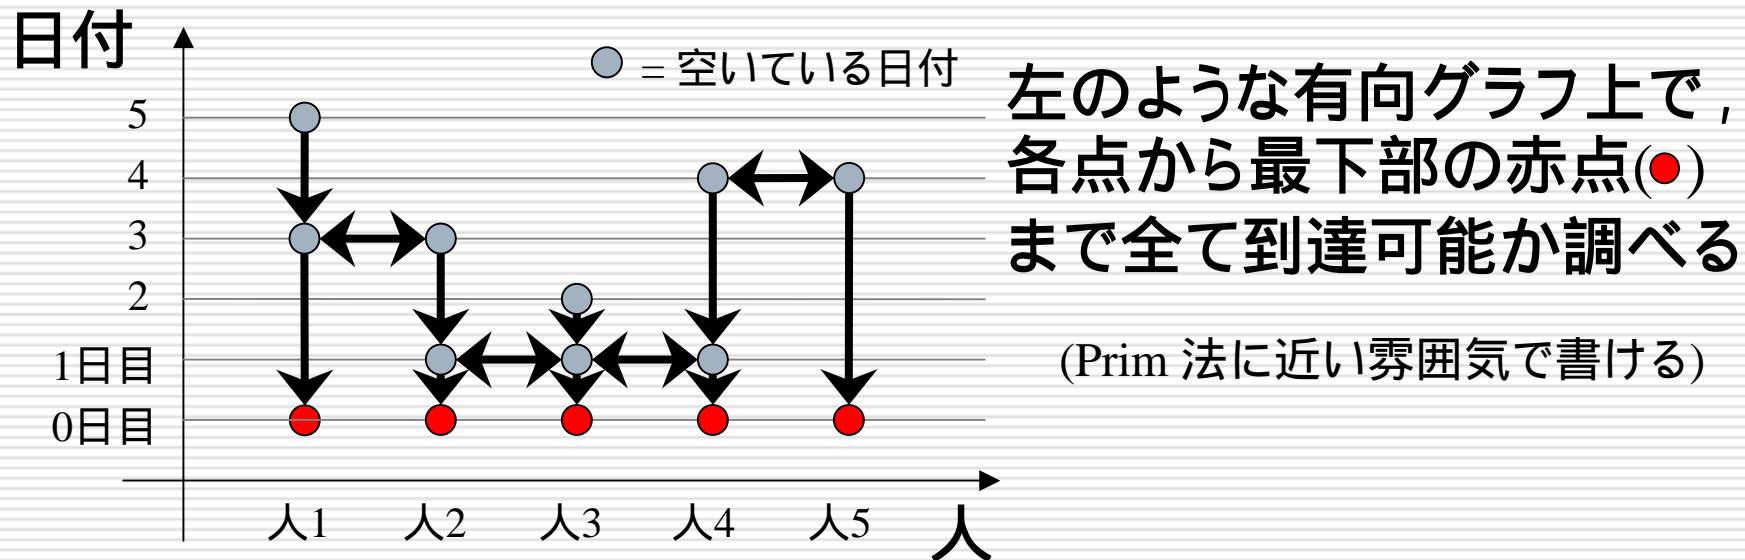 日付
= 空いている日付
5
4
3
2
1日目
0日目
人1 人2 人3 人4 人5
人
左のような有向グラフ上で,
各点から最下部の赤点(●)
まで全て到達可能か調べる
(Prim 法に近い雰囲気で書ける)